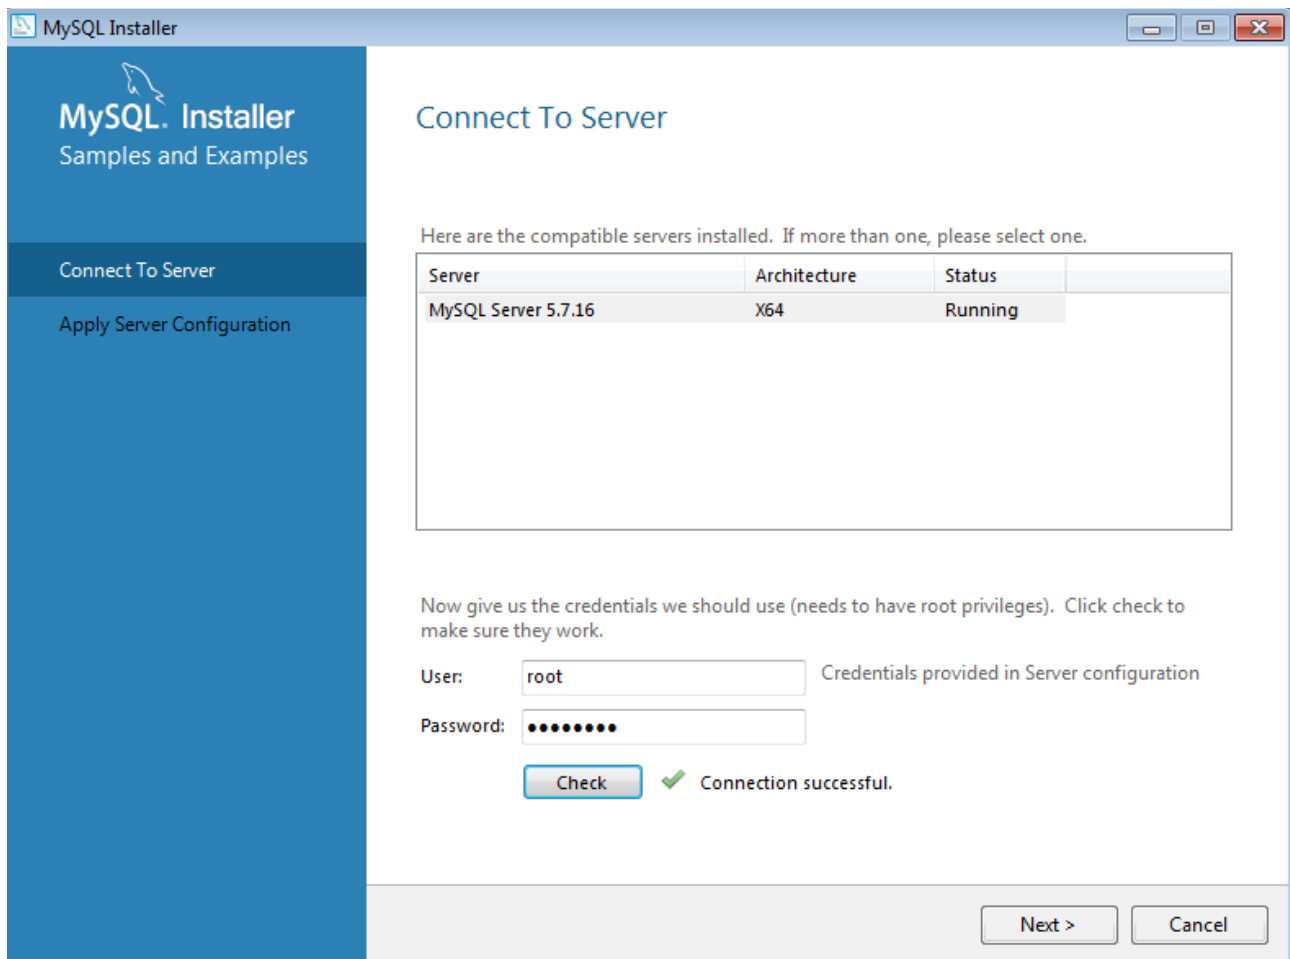 MySQL Installer
MySQL. Installer
Samples and Examples
Connect To Server
Apply Server Configuration
Connect To Server
Here are the compatible servers installed. If more than one, please select one.
Server Architecture Status
MySQL Server 5.7.16 X64 Running
Now give us the credentials we should use (needs to have root privileges). Click check to
make sure they work.
User: root Credentials provided in Server configuration
Password: ••••••••
Check Connection successful.
Next > Cancel